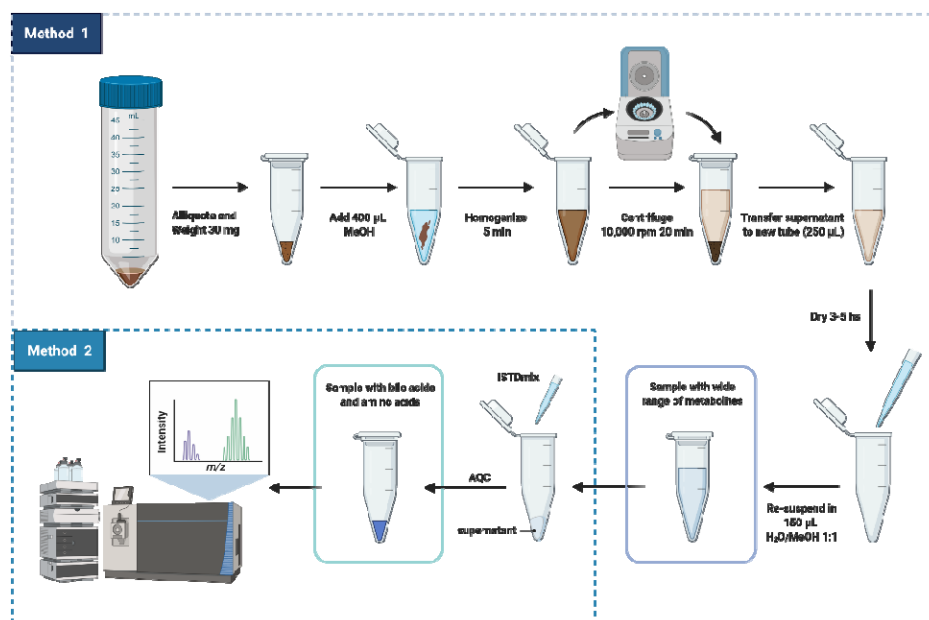 Method 1
mL
45
40
35
30
25
20
15
10
Aliquote and
Weight 30 mg
Add 400 µL
MeOH
Homogenize
5 min
Centrifuge
10,000 rpm 20 min
Transfer supernatant
to new tube (250 µL)
Dry 3-5 hs
Method 2
Intensity
m/z
Sample with bile acids
and amino acids
ISTDmix
AQC
supernatant
Sample with wide
range of metabolites
Re-suspend in
150 µL
H₂O/MeOH 1:1